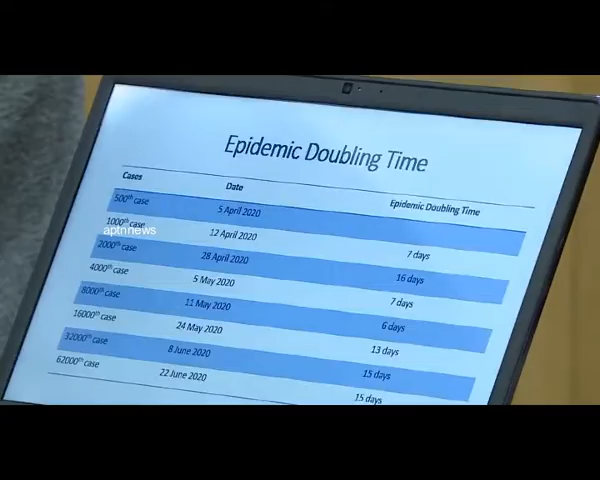 Epidemic Doubling Time
Cases Date Epidemic Doubling Time
500th case 5 April 2020
1000th case 12 April 2020 7 days
2000th case 28 April 2020 16 days
4000th case 5 May 2020 7 days
8000th case 11 May 2020 6 days
16000th case 24 May 2020 13 days
32000th case 8 June 2020 15 days
62000th case 22 June 2020 15 days
aptnnews